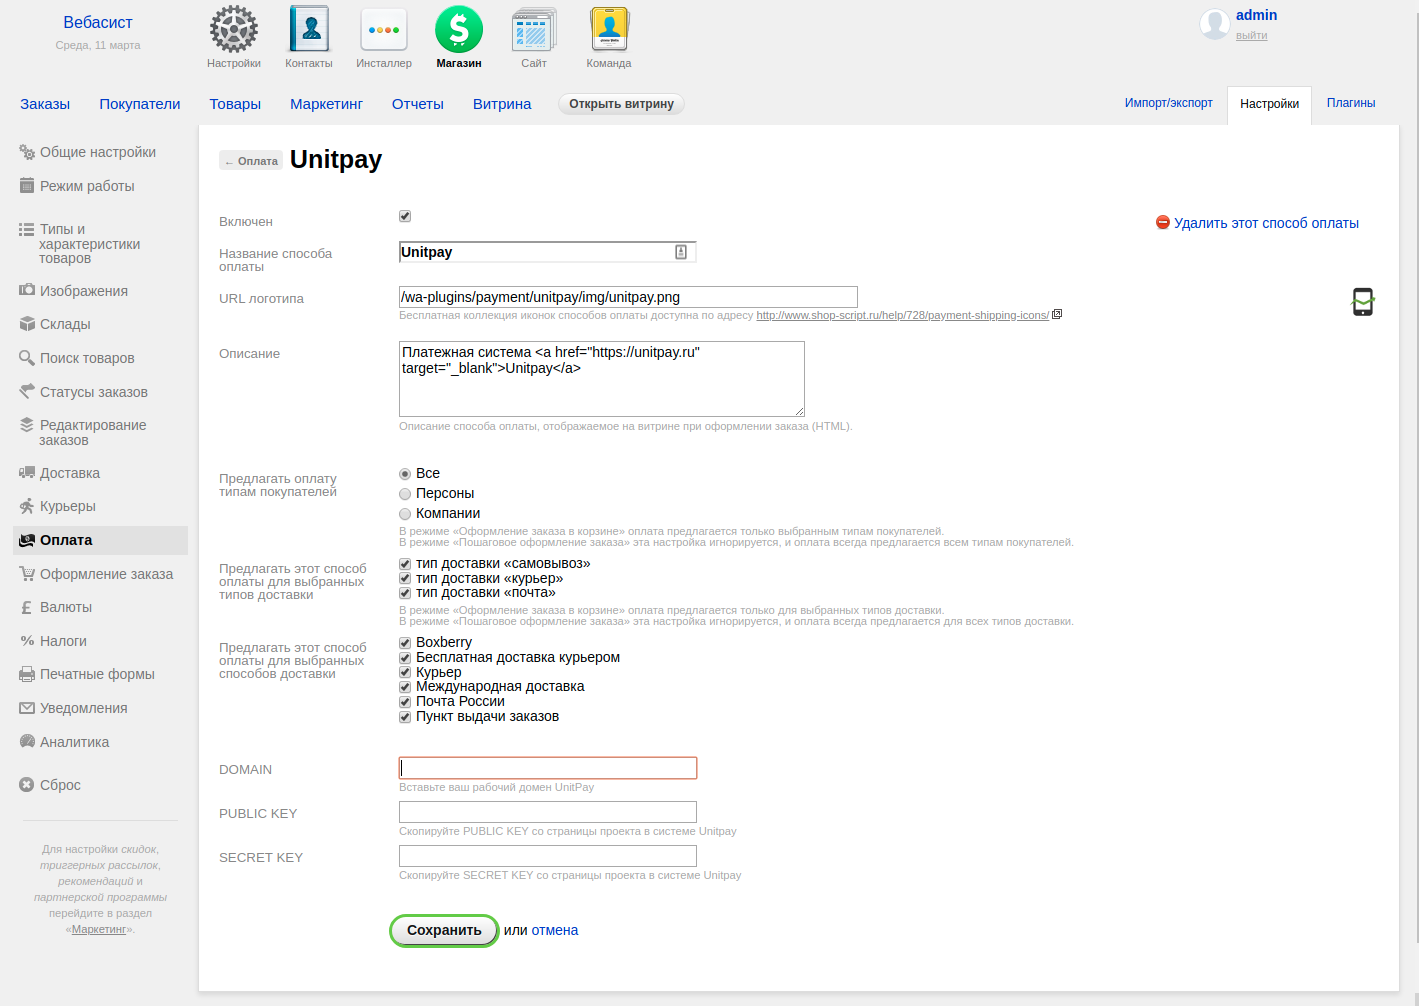 Вебасист
Среда, 11 марта
Настройки
Контакты
Инсталлер
Магазин
Сайт
Команда
admin
выйти
Заказы
Покупатели
Товары
Маркетинг
Отчеты
Витрина
Открыть витрину
Импорт/экспорт
Настройки
Плагины
Общие настройки
Режим работы
Типы и
характеристики
товаров
Изображения
Склады
Поиск товаров
Статусы заказов
Редактирование
заказов
Доставка
Курьеры
Оплата
Оформление заказа
Валюты
Налоги
Печатные формы
Уведомления
Аналитика
Сброс
Для настройки скидок,
триггерных рассылок,
рекомендаций и
партнерской программы
перейдите в раздел
«Маркетинг».
← Оплата
Unitpay
Включен
Удалить этот способ оплаты
Название способа
оплаты
Unitpay
URL логотипа
/wa-plugins/payment/unitpay/img/unitpay.png
Бесплатная коллекция иконок способов оплаты доступна по адресу http://www.shop-script.ru/help/728/payment-shipping-icons/
Описание
Платежная система <a href="https://unitpay.ru"
target="_blank">Unitpay</a>
Описание способа оплаты, отображаемое на витрине при оформлении заказа (HTML).
Предлагать оплату
типам покупателей
Все
Персоны
Компании
В режиме «Оформление заказа в корзине» оплата предлагается только выбранным типам покупателей.
В режиме «Пошаговое оформление заказа» эта настройка игнорируется, и оплата всегда предлагается всем типам покупателей.
Предлагать этот способ
оплаты для выбранных
типов доставки
тип доставки «самовывоз»
тип доставки «курьер»
тип доставки «почта»
В режиме «Оформление заказа в корзине» оплата предлагается только для выбранных типов доставки.
В режиме «Пошаговое оформление заказа» эта настройка игнорируется, и оплата всегда предлагается для всех типов доставки.
Предлагать этот способ
оплаты для выбранных
способов доставки
Boxberry
Бесплатная доставка курьером
Курьер
Международная доставка
Почта России
Пункт выдачи заказов
DOMAIN
Вставьте ваш рабочий домен UnitPay
PUBLIC KEY
Скопируйте PUBLIC KEY со страницы проекта в системе Unitpay
SECRET KEY
Скопируйте SECRET KEY со страницы проекта в системе Unitpay
Сохранить
или отмена